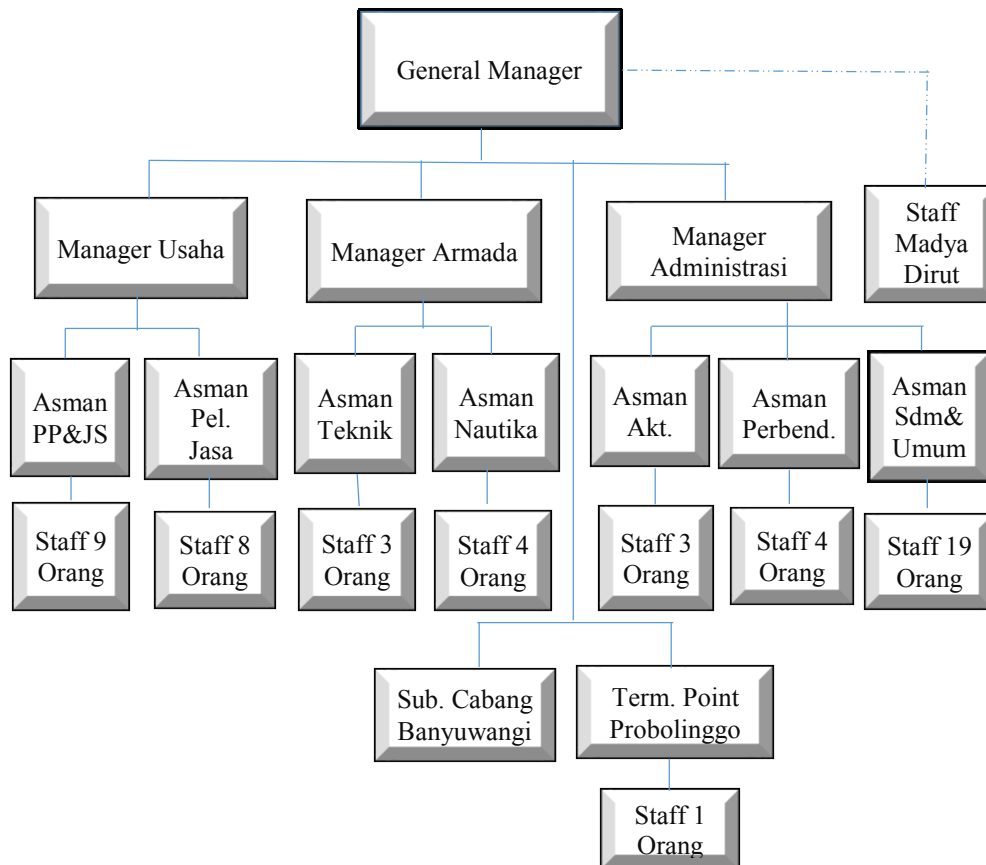 General Manager
Manager Usaha
Manager Armada
Manager
Administrasi
Staff
Madya
Dirut
Asman
PP&JS
Asman
Pel.
Jasa
Asman
Teknik
Asman
Nautika
Asman
Akt.
Asman
Perbend.
Asman
Sdm&
Umum
Staff 9
Orang
Staff 8
Orang
Staff 3
Orang
Staff 4
Orang
Staff 3
Orang
Staff 4
Orang
Staff 19
Orang
Sub. Cabang
Banyuwangi
Term. Point
Probolinggo
Staff 1
Orang